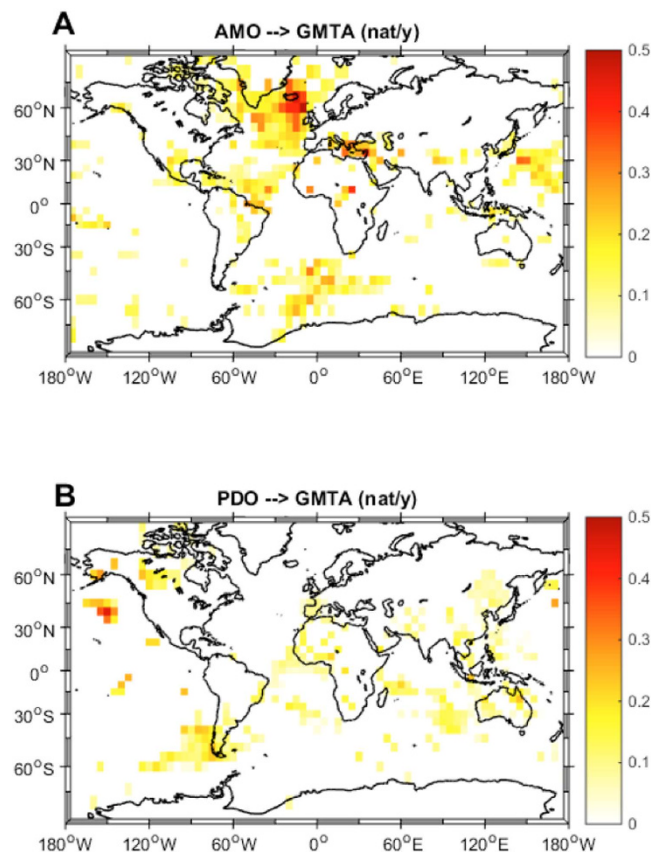 A
AMO --> GMTA (nat/y)
60°N
30°N
0°
30°S
60°S
180°W
120°W
60°W
0°
60°E
120°E
180°W
0.5
0.4
0.3
0.2
0.1
0
B
PDO --> GMTA (nat/y)
60°N
30°N
0°
30°S
60°S
180°W
120°W
60°W
0°
60°E
120°E
180°W
0.5
0.4
0.3
0.2
0.1
0